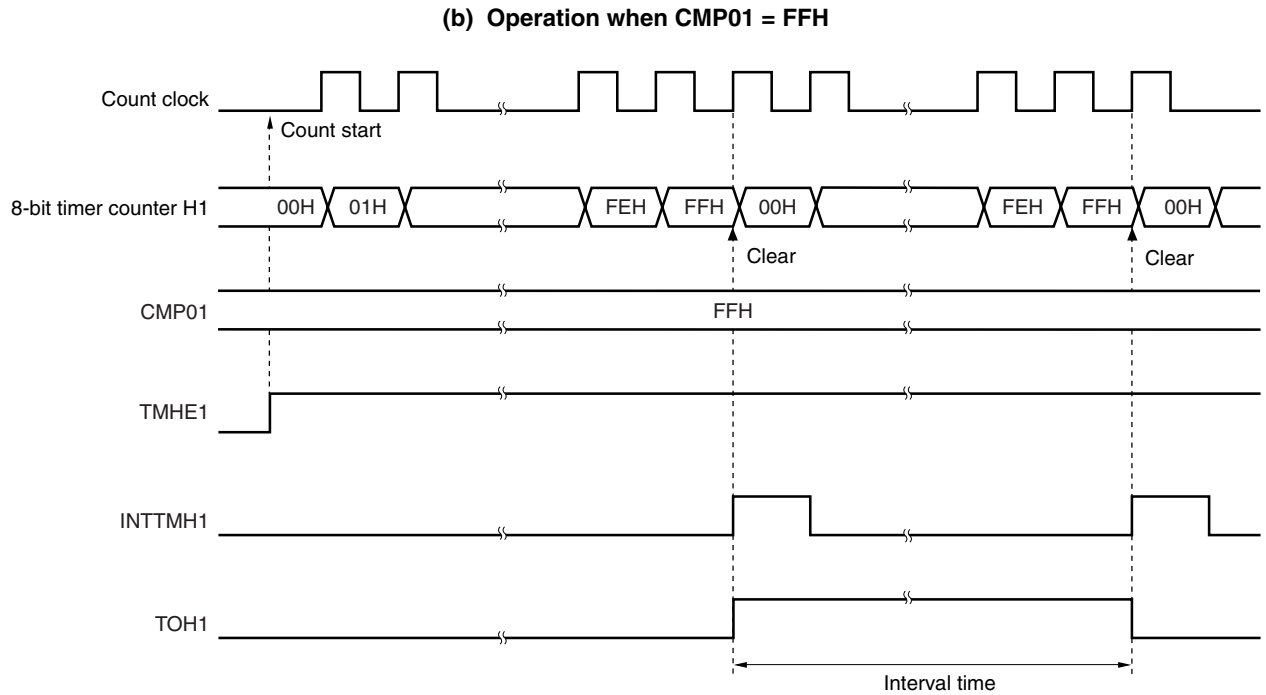 (b) Operation when CMP01 = FFH
Count clock
Count start
8-bit timer counter H1
00H 01H FEH FFH 00H FEH FFH 00H
Clear Clear
CMP01 FFH
TMHE1
INTTMH1
TOH1
Interval time